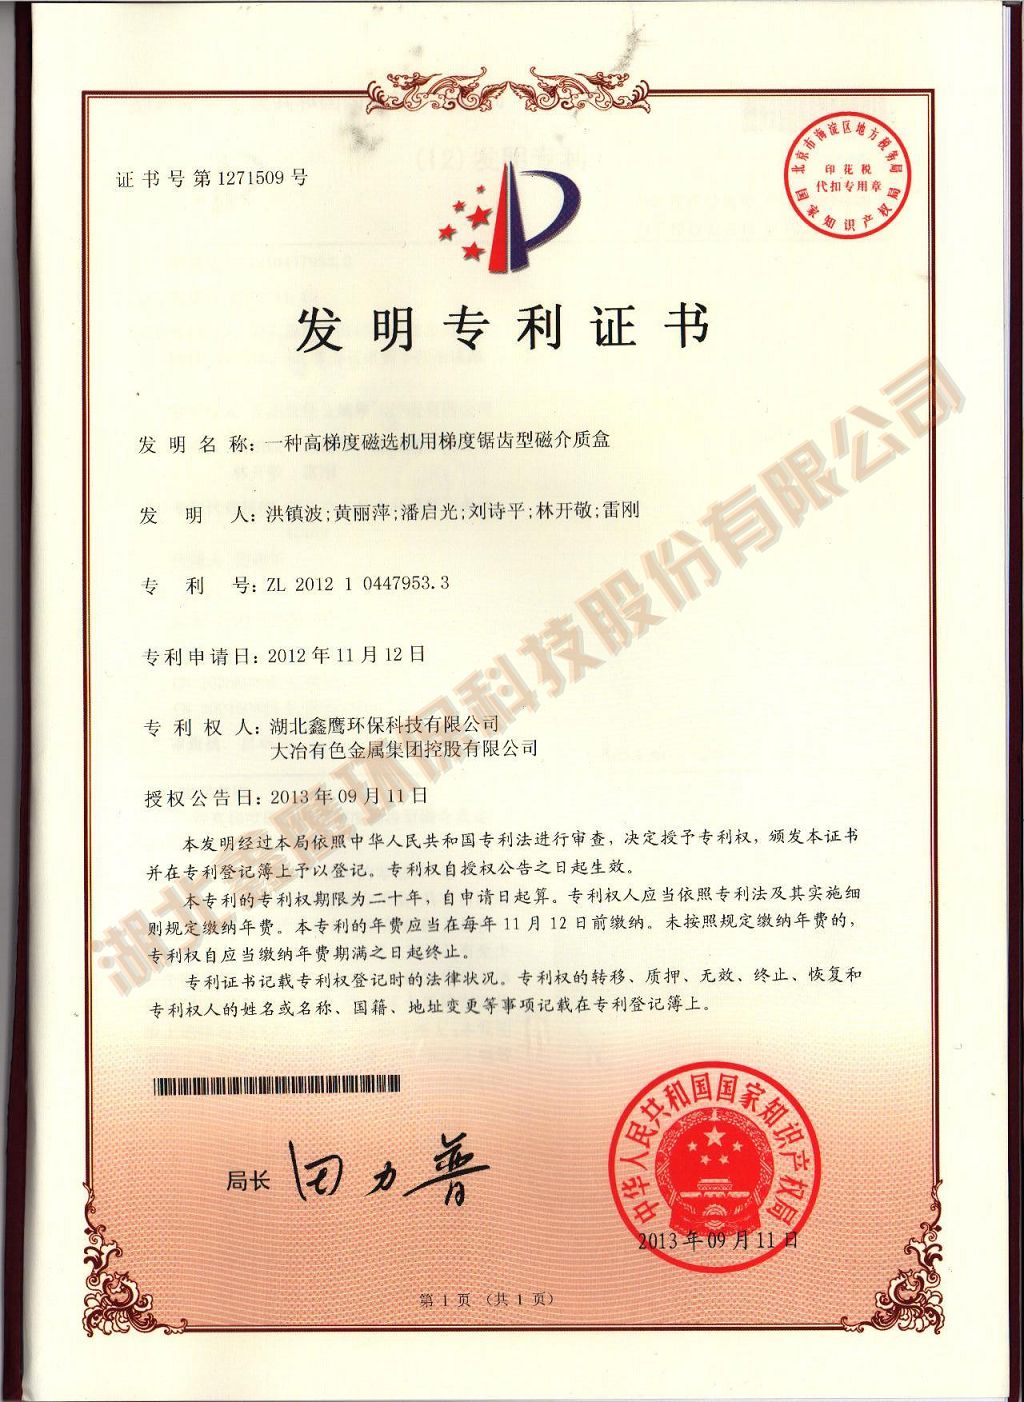 证书号第1271509号
北京市海淀区地方税务局
印花税
代扣专用章
国家知识产权局
发明专利证书
发明名称：一种高梯度磁选机用梯度锯齿型磁介质盒
发明人：洪镇波;黄丽萍;潘启光;刘诗平;林开敬;雷刚
专利号：ZL 2012 1 0447953.3
专利申请日：2012年11月12日
专利权人：湖北鑫鹰环保科技有限公司
大冶有色金属集团控股有限公司
授权公告日：2013年09月11日
本发明经过本局依照中华人民共和国专利法进行审查，决定授予专利权，颁发本证书
并在专利登记簿上予以登记。专利权自授权公告之日起生效。
本专利的专利权期限为二十年，自申请日起算。专利权人应当依照专利法及其实施细
则规定缴纳年费。本专利的年费应当在每年11月12日前缴纳。未按照规定缴纳年费的，
专利权自应当缴纳年费期满之日起终止。
专利证书记载专利权登记时的法律状况。专利权的转移、质押、无效、终止、恢复和
专利权人的姓名或名称、国籍、地址变更等事项记载在专利登记簿上。
湖北鑫鹰环保科技股份有限公司
局长 田力普
中华人民共和国国家知识产权局
2013年09月11日
第1页（共1页）